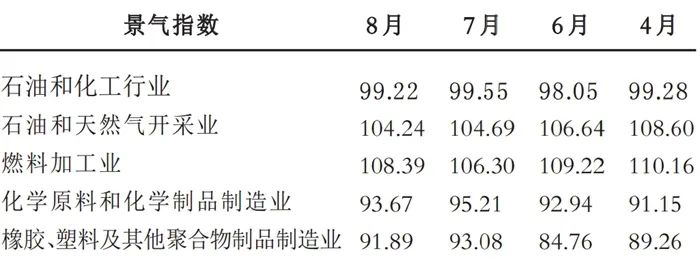 景气指数 8月 7月 6月 4月
石油和化工行业 99.22 99.55 98.05 99.28
石油和天然气开采业 104.24 104.69 106.64 108.60
燃料加工业 108.39 106.30 109.22 110.16
化学原料和化学制品制造业 93.67 95.21 92.94 91.15
橡胶、塑料及其他聚合物制品制造业 91.89 93.08 84.76 89.26